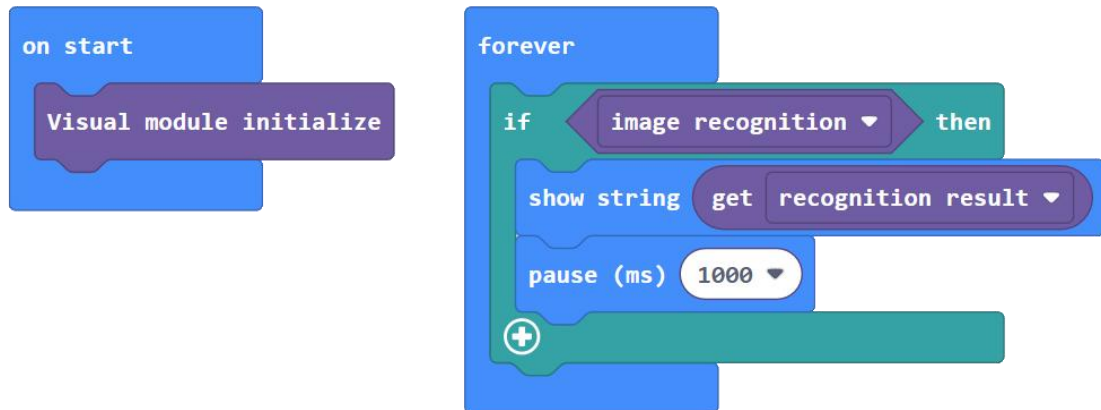 on start
Visual module initialize
forever
if image recognition then
show string get recognition result
pause (ms) 1000